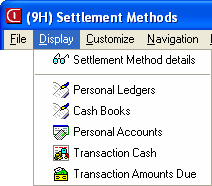 (9H) Settlement Methods
File Display Customize Navigation
Settlement Method details
Personal Ledgers
Cash Books
Personal Accounts
Transaction Cash
Transaction Amounts Due